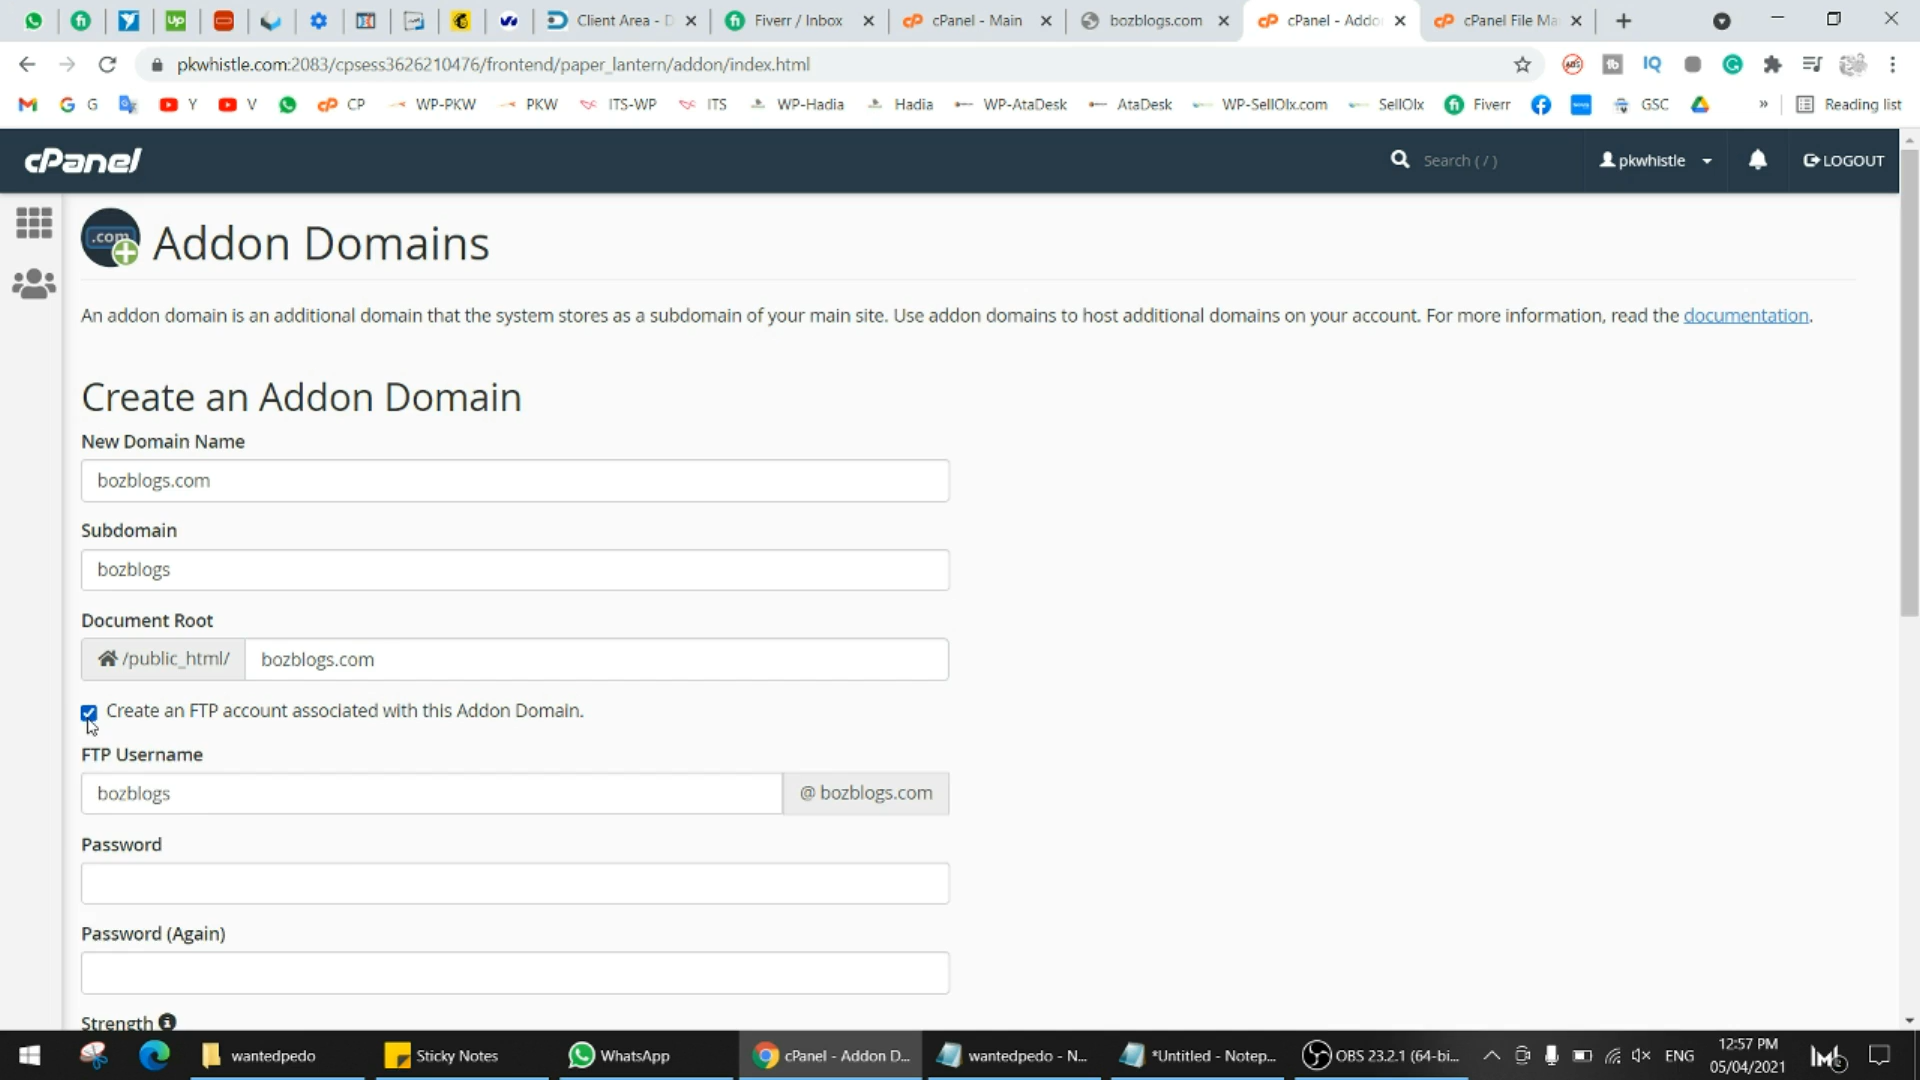 Client Area - D
Fiverr / Inbox
cPanel - Main
bozblogs.com
cPanel - Addo
cPanel File Ma
pkwhistle.com:2083/cpsess3626210476/frontend/paper_lantern/addon/index.html
G
Y
V
CP
WP-PKW
PKW
ITS-WP
ITS
WP-Hadia
Hadia
WP-AtaDesk
AtaDesk
WP-SellOlx.com
SellOlx
Fiverr
GSC
»
Reading list
cPanel
Search ( / )
pkwhistle
LOGOUT
.com
Addon Domains
An addon domain is an additional domain that the system stores as a subdomain of your main site. Use addon domains to host additional domains on your account. For more information, read the documentation.
Create an Addon Domain
New Domain Name
bozblogs.com
Subdomain
bozblogs
Document Root
/public_html/ bozblogs.com
Create an FTP account associated with this Addon Domain.
FTP Username
bozblogs @ bozblogs.com
Password
Password (Again)
Strength
wantedpedo
Sticky Notes
WhatsApp
cPanel - Addon D...
wantedpedo - N...
*Untitled - Notep...
OBS 23.2.1 (64-bi...
ENG
12:57 PM
05/04/2021